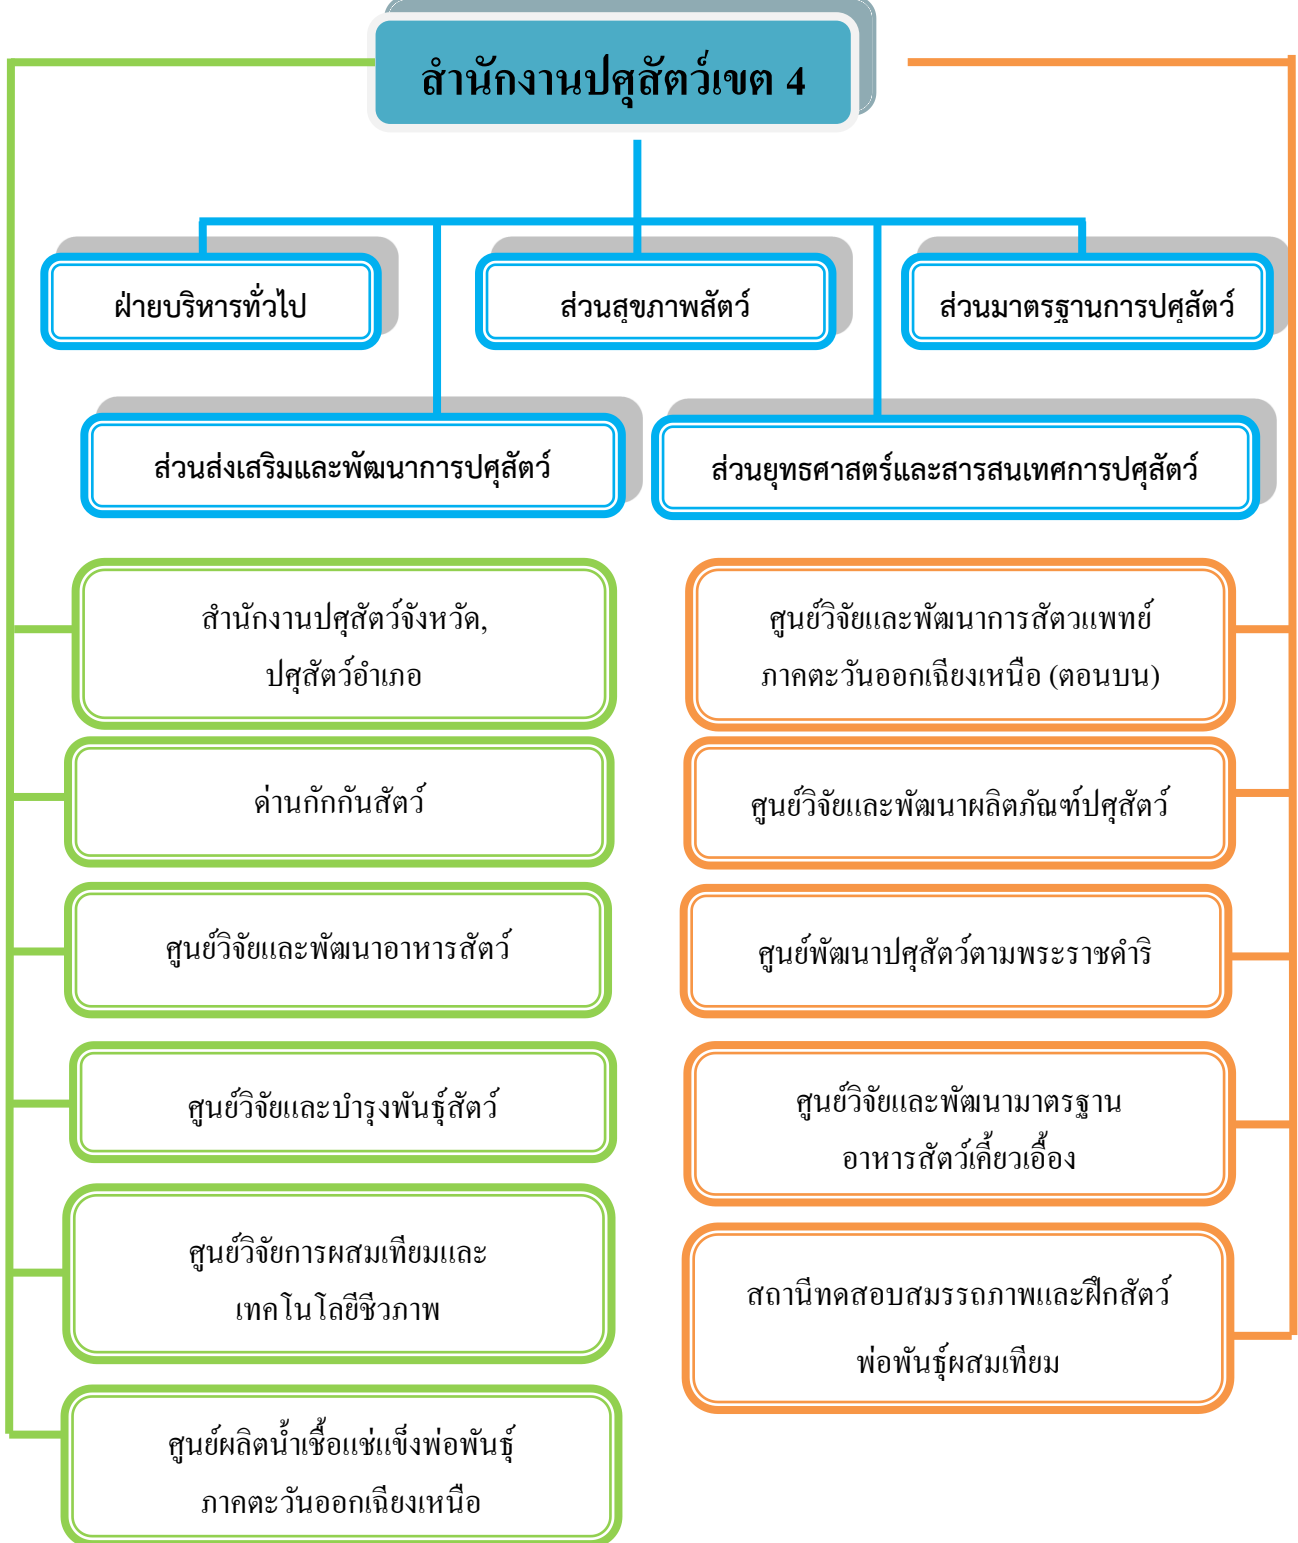 สำนักงานปศุสัตว์เขต 4
ฝ่ายบริหารทั่วไป
ส่วนสุขภาพสัตว์
ส่วนมาตรฐานการปศุสัตว์
ส่วนส่งเสริมและพัฒนาการปศุสัตว์
ส่วนยุทธศาสตร์และสารสนเทศการปศุสัตว์
สำนักงานปศุสัตว์จังหวัด,
ปศุสัตว์อำเภอ
ด่านกักกันสัตว์
ศูนย์วิจัยและพัฒนาอาหารสัตว์
ศูนย์วิจัยและบำรุงพันธุ์สัตว์
ศูนย์วิจัยการผสมเทียมและ
เทคโนโลยีชีวภาพ
ศูนย์ผลิตน้ำเชื้อแช่แข็งพ่อพันธุ์
ภาคตะวันออกเฉียงเหนือ
ศูนย์วิจัยและพัฒนาการสัตวแพทย์
ภาคตะวันออกเฉียงเหนือ (ตอนบน)
ศูนย์วิจัยและพัฒนาผลิตภัณฑ์ปศุสัตว์
ศูนย์พัฒนาปศุสัตว์ตามพระราชดำริ
ศูนย์วิจัยและพัฒนามาตรฐาน
อาหารสัตว์เคี้ยวเอื้อง
สถานีทดสอบสมรรถภาพและฝึกสัตว์
พ่อพันธุ์ผสมเทียม